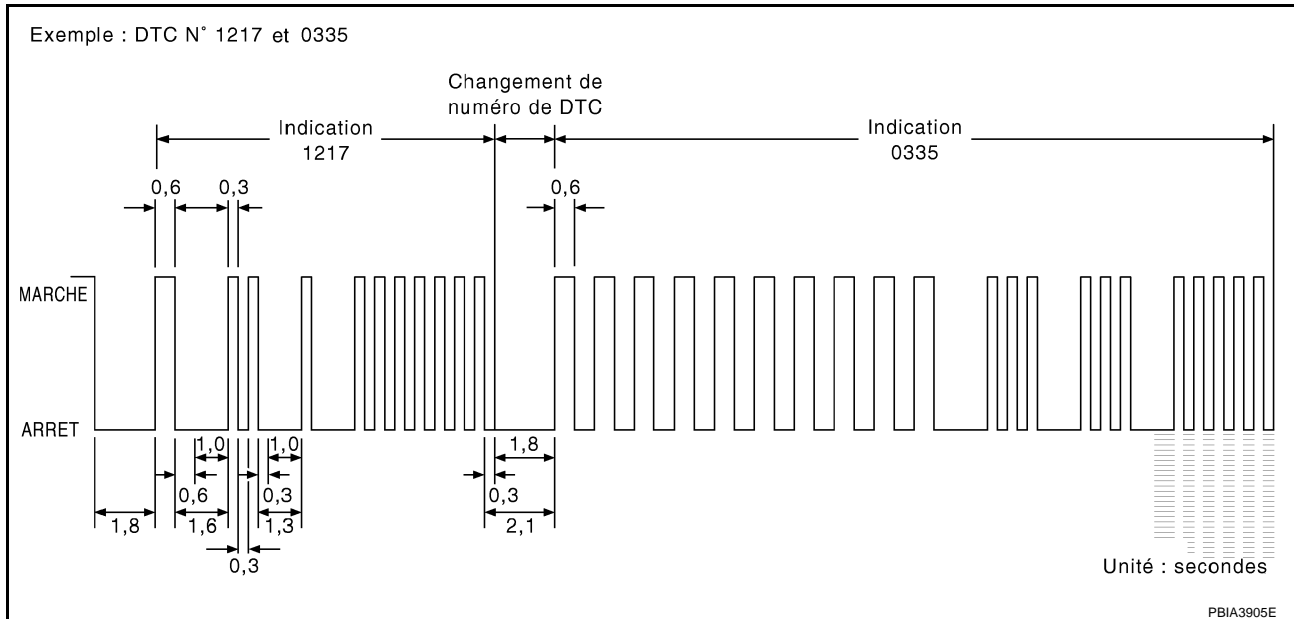 Exemple : DTC N° 1217 et 0335
Changement de
numéro de DTC
Indication
1217
Indication
0335
0,6
0,3
0,6
MARCHE
ARRET
1,0
1,0
1,8
0,6
0,3
0,3
1,8
1,6
1,3
2,1
0,3
Unité : secondes
PBIA3905E